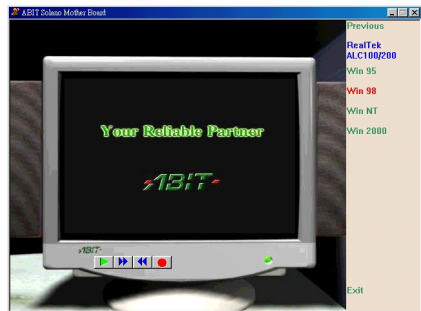 ABIT Solano Mother Board
Previous
RealTek
ALC100/200
Win 95
Win 98
Win NT
Win 2000
Exit
Your Reliable Partner
ABIT
ABIT